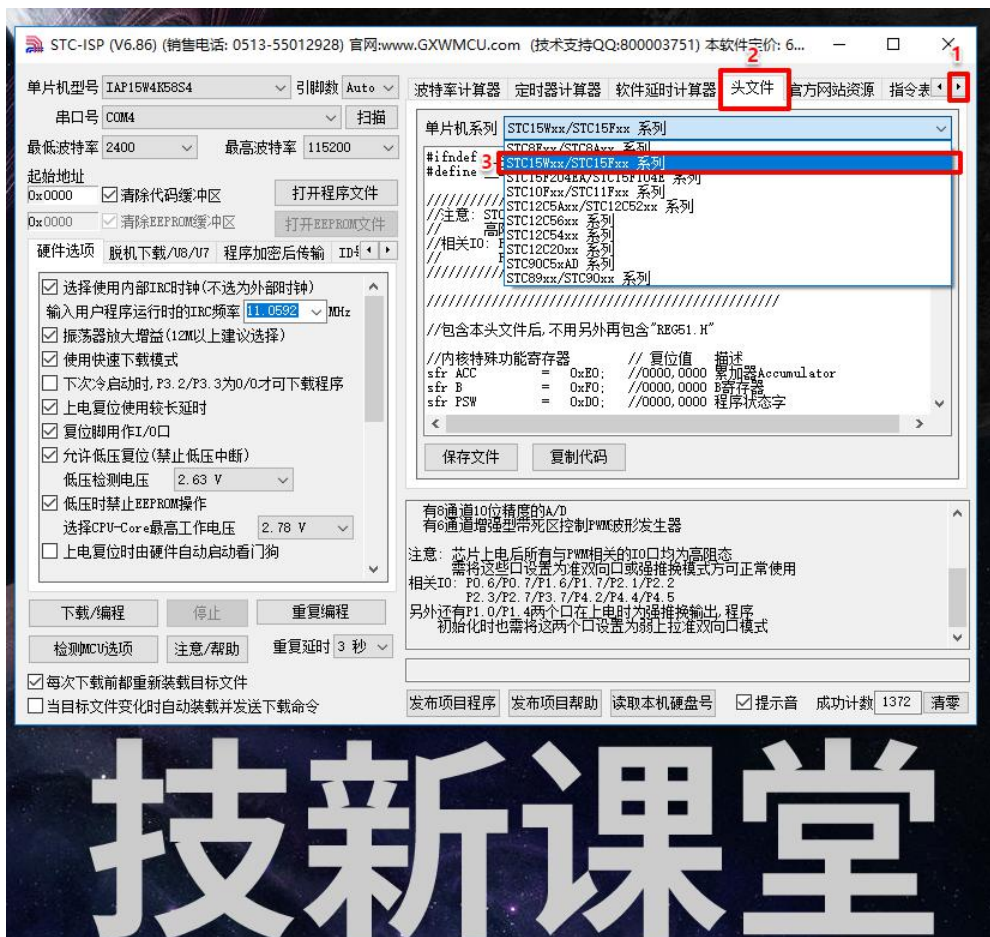 STC-ISP (V6.86) (销售电话: 0513-55012928) 官网:www.GXWMCU.com (技术支持QQ:800003751) 本软件定价: 6...
1
2
单片机型号 IAP15W4K58S4 引脚数 Auto
串口号 COM4 扫描
最低波特率 2400 最高波特率 115200
起始地址
0x0000 清除代码缓冲区 打开程序文件
0x0000 清除EEPROM缓冲区 打开EEPROM文件
硬件选项 脱机下载/U8/U7 程序加密后传输
选择使用内部IRC时钟(不选为外部时钟)
输入用户程序运行时的IRC频率 11.0592 MHz
振荡器放大增益(12M以上建议选择)
使用快速下载模式
下次冷启动时,P3.2/P3.3为0/0才可下载程序
上电复位使用较长延时
复位脚用作I/O口
允许低压复位(禁止低压中断)
低压检测电压 2.63 V
低压时禁止EEPROM操作
选择CPU-Core最高工作电压 2.78 V
上电复位时由硬件自动启动看门狗
下载/编程 停止 重复编程
检测MCU选项 注意/帮助 重复延时 3 秒
每次下载前都重新装载目标文件
当目标文件变化时自动装载并发送下载命令
波特率计算器 定时器计算器 软件延时计算器 头文件 官方网站资源 指令表
单片机系列 STC15Wxx/STC15Fxx 系列
STC8Fxx/STC8Axx 系列
3 STC15Wxx/STC15Fxx 系列
STC15F204EA/STC15F104E 系列
STC10Fxx/STC11Fxx 系列
STC12C5Axx/STC12C52xx 系列
STC12C56xx 系列
STC12C54xx 系列
STC12C20xx 系列
STC90C5xAD 系列
STC89xx/STC90xx 系列
#ifndef
#define
//注意: STC
// 高
//相关IO:
//包含本头文件后,不用另外再包含"REG51.H"
//内核特殊功能寄存器 // 复位值 描述
sfr ACC = 0xE0; //0000,0000 累加器Accumulator
sfr B = 0xF0; //0000,0000 B寄存器
sfr PSW = 0xD0; //0000,0000 程序状态字
保存文件 复制代码
有8通道10位精度的A/D
有6通道增强型带死区控制PWM波形发生器
注意: 芯片上电后所有与PWM相关的IO口均为高阻态
需将这些口设置为准双向口或强推挽模式方可正常使用
相关IO: P0.6/P0.7/P1.6/P1.7/P2.1/P2.2
P2.3/P2.7/P3.7/P4.2/P4.4/P4.5
另外还有P1.0/P1.4两个口在上电时为强推挽输出,程序
初始化时也需将这两个口设置为弱上拉准双向口模式
发布项目程序 发布项目帮助 读取本机硬盘号 提示音 成功计数 1372 清零
技新课堂